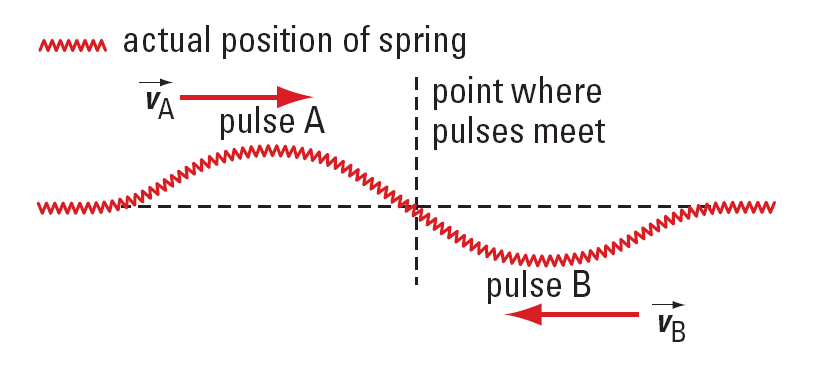 actual position of spring
v⃗A
pulse A
point where
pulses meet
pulse B
v⃗B